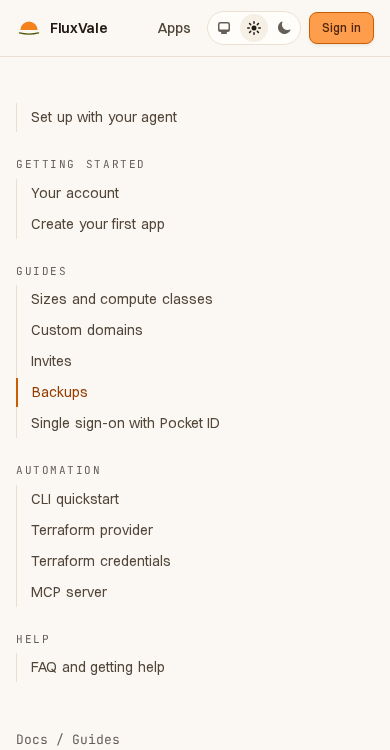 FluxVale
Apps
Sign in
Set up with your agent
GETTING STARTED
Your account
Create your first app
GUIDES
Sizes and compute classes
Custom domains
Invites
Backups
Single sign-on with Pocket ID
AUTOMATION
CLI quickstart
Terraform provider
Terraform credentials
MCP server
HELP
FAQ and getting help
Docs / Guides